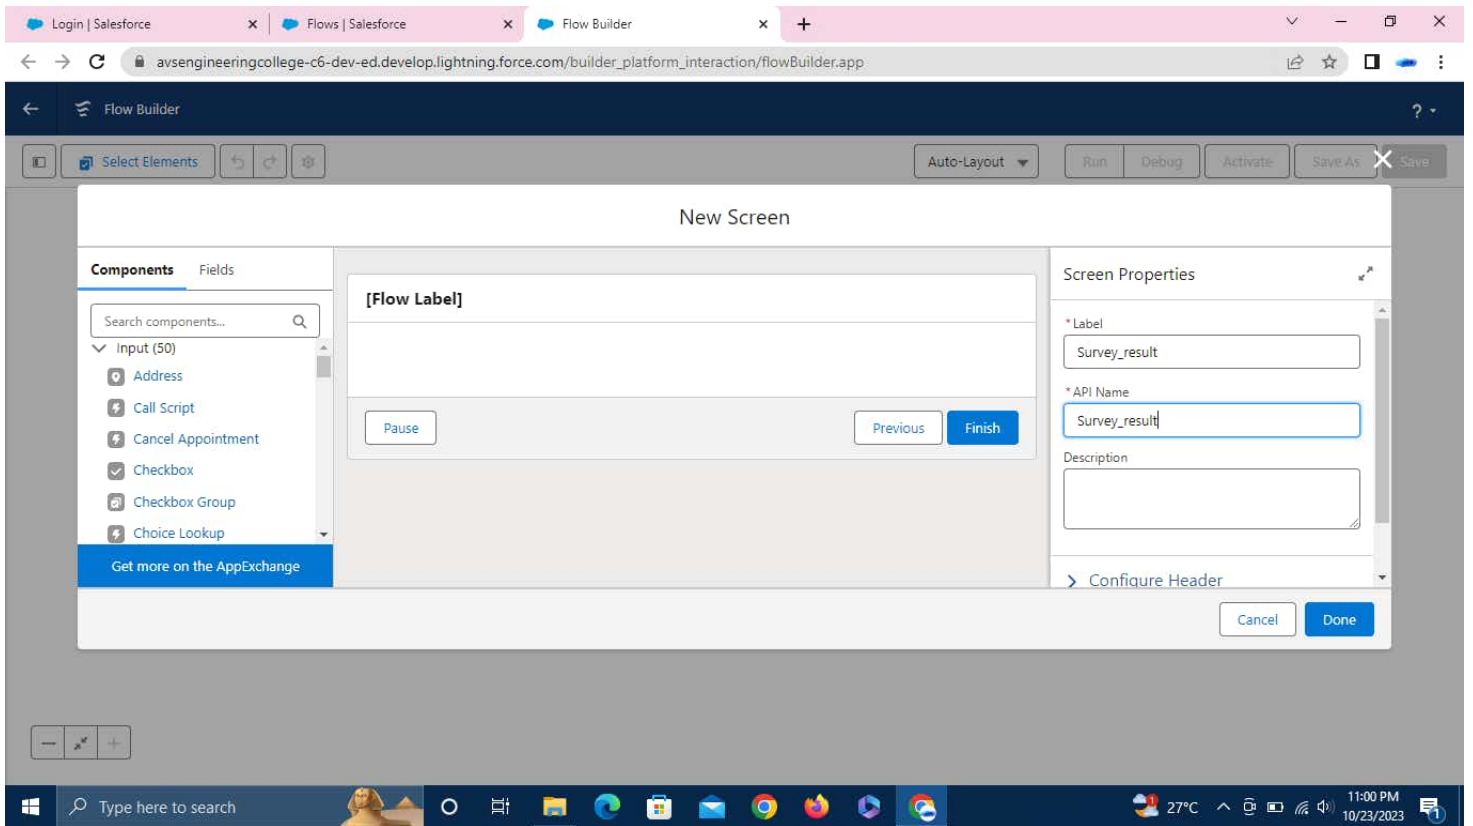 Login | Salesforce
Flows | Salesforce
Flow Builder
avsengineeringcollege-c6-dev-ed.develop.lightning.force.com/builder_platform_interaction/flowBuilder.app
Flow Builder
?
Select Elements
Auto-Layout
Run
Debug
Activate
Save As
Save
New Screen
Components
Fields
Search components...
Input (50)
Address
Call Script
Cancel Appointment
Checkbox
Checkbox Group
Choice Lookup
Get more on the AppExchange
[Flow Label]
Pause
Previous
Finish
Screen Properties
* Label
Survey_result
* API Name
Survey_result
Description
Configure Header
Cancel
Done
Type here to search
27°C
11:00 PM
10/23/2023
1